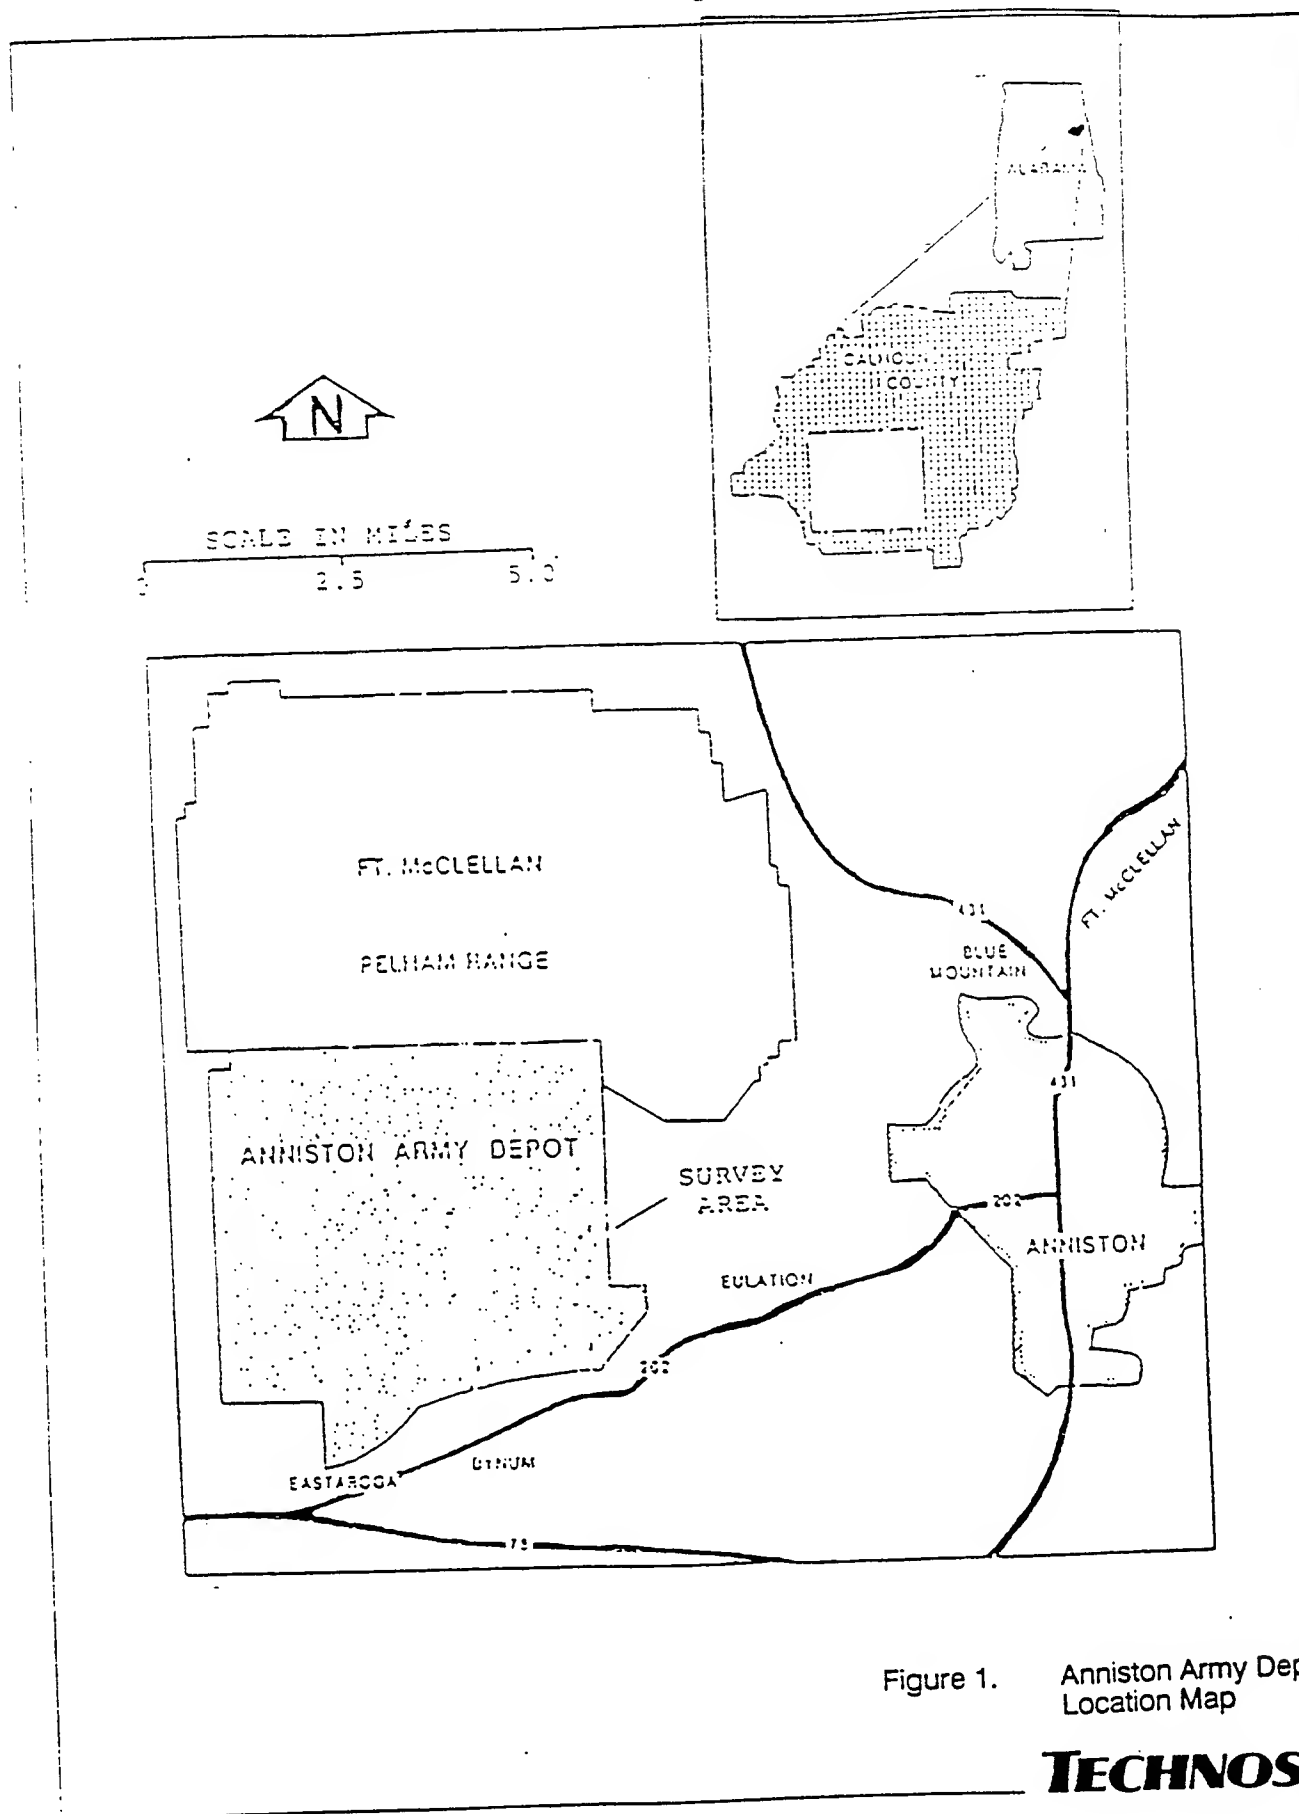 ALABAMA
CALHOUN
COUNTY
N
SCALE IN MILES
0 2.5 5.0
FT. McCLELLAN
PELHAM RANGE
431
FT. McCLELLAN
BLUE
MOUNTAIN
431
ANNISTON ARMY DEPOT
SURVEY
AREA
202
ANNISTON
EULATION
202
BYNUM
EASTABOGA
78
Figure 1. Anniston Army Dep
Location Map
TECHNOS